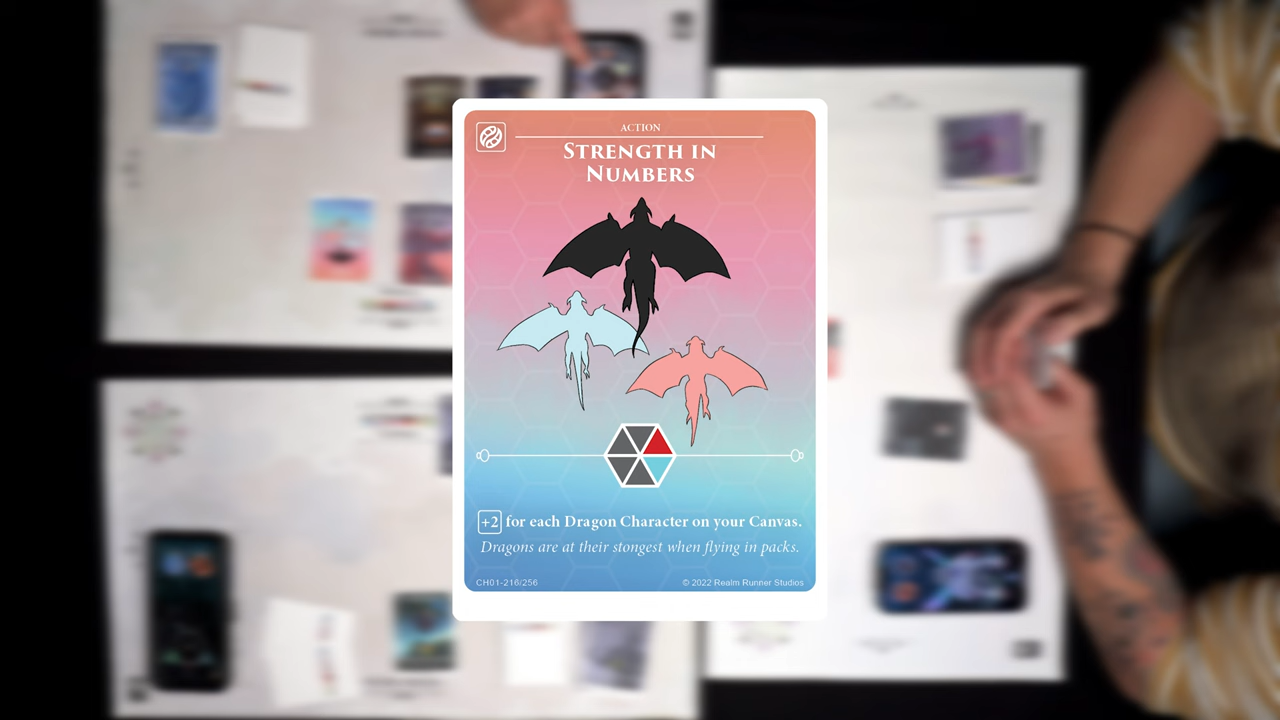 ACTION
STRENGTH IN
NUMBERS
+2 for each Dragon Character on your Canvas.
Dragons are at their stongest when flying in packs.
CH01-216/256
© 2022 Realm Runner Studios